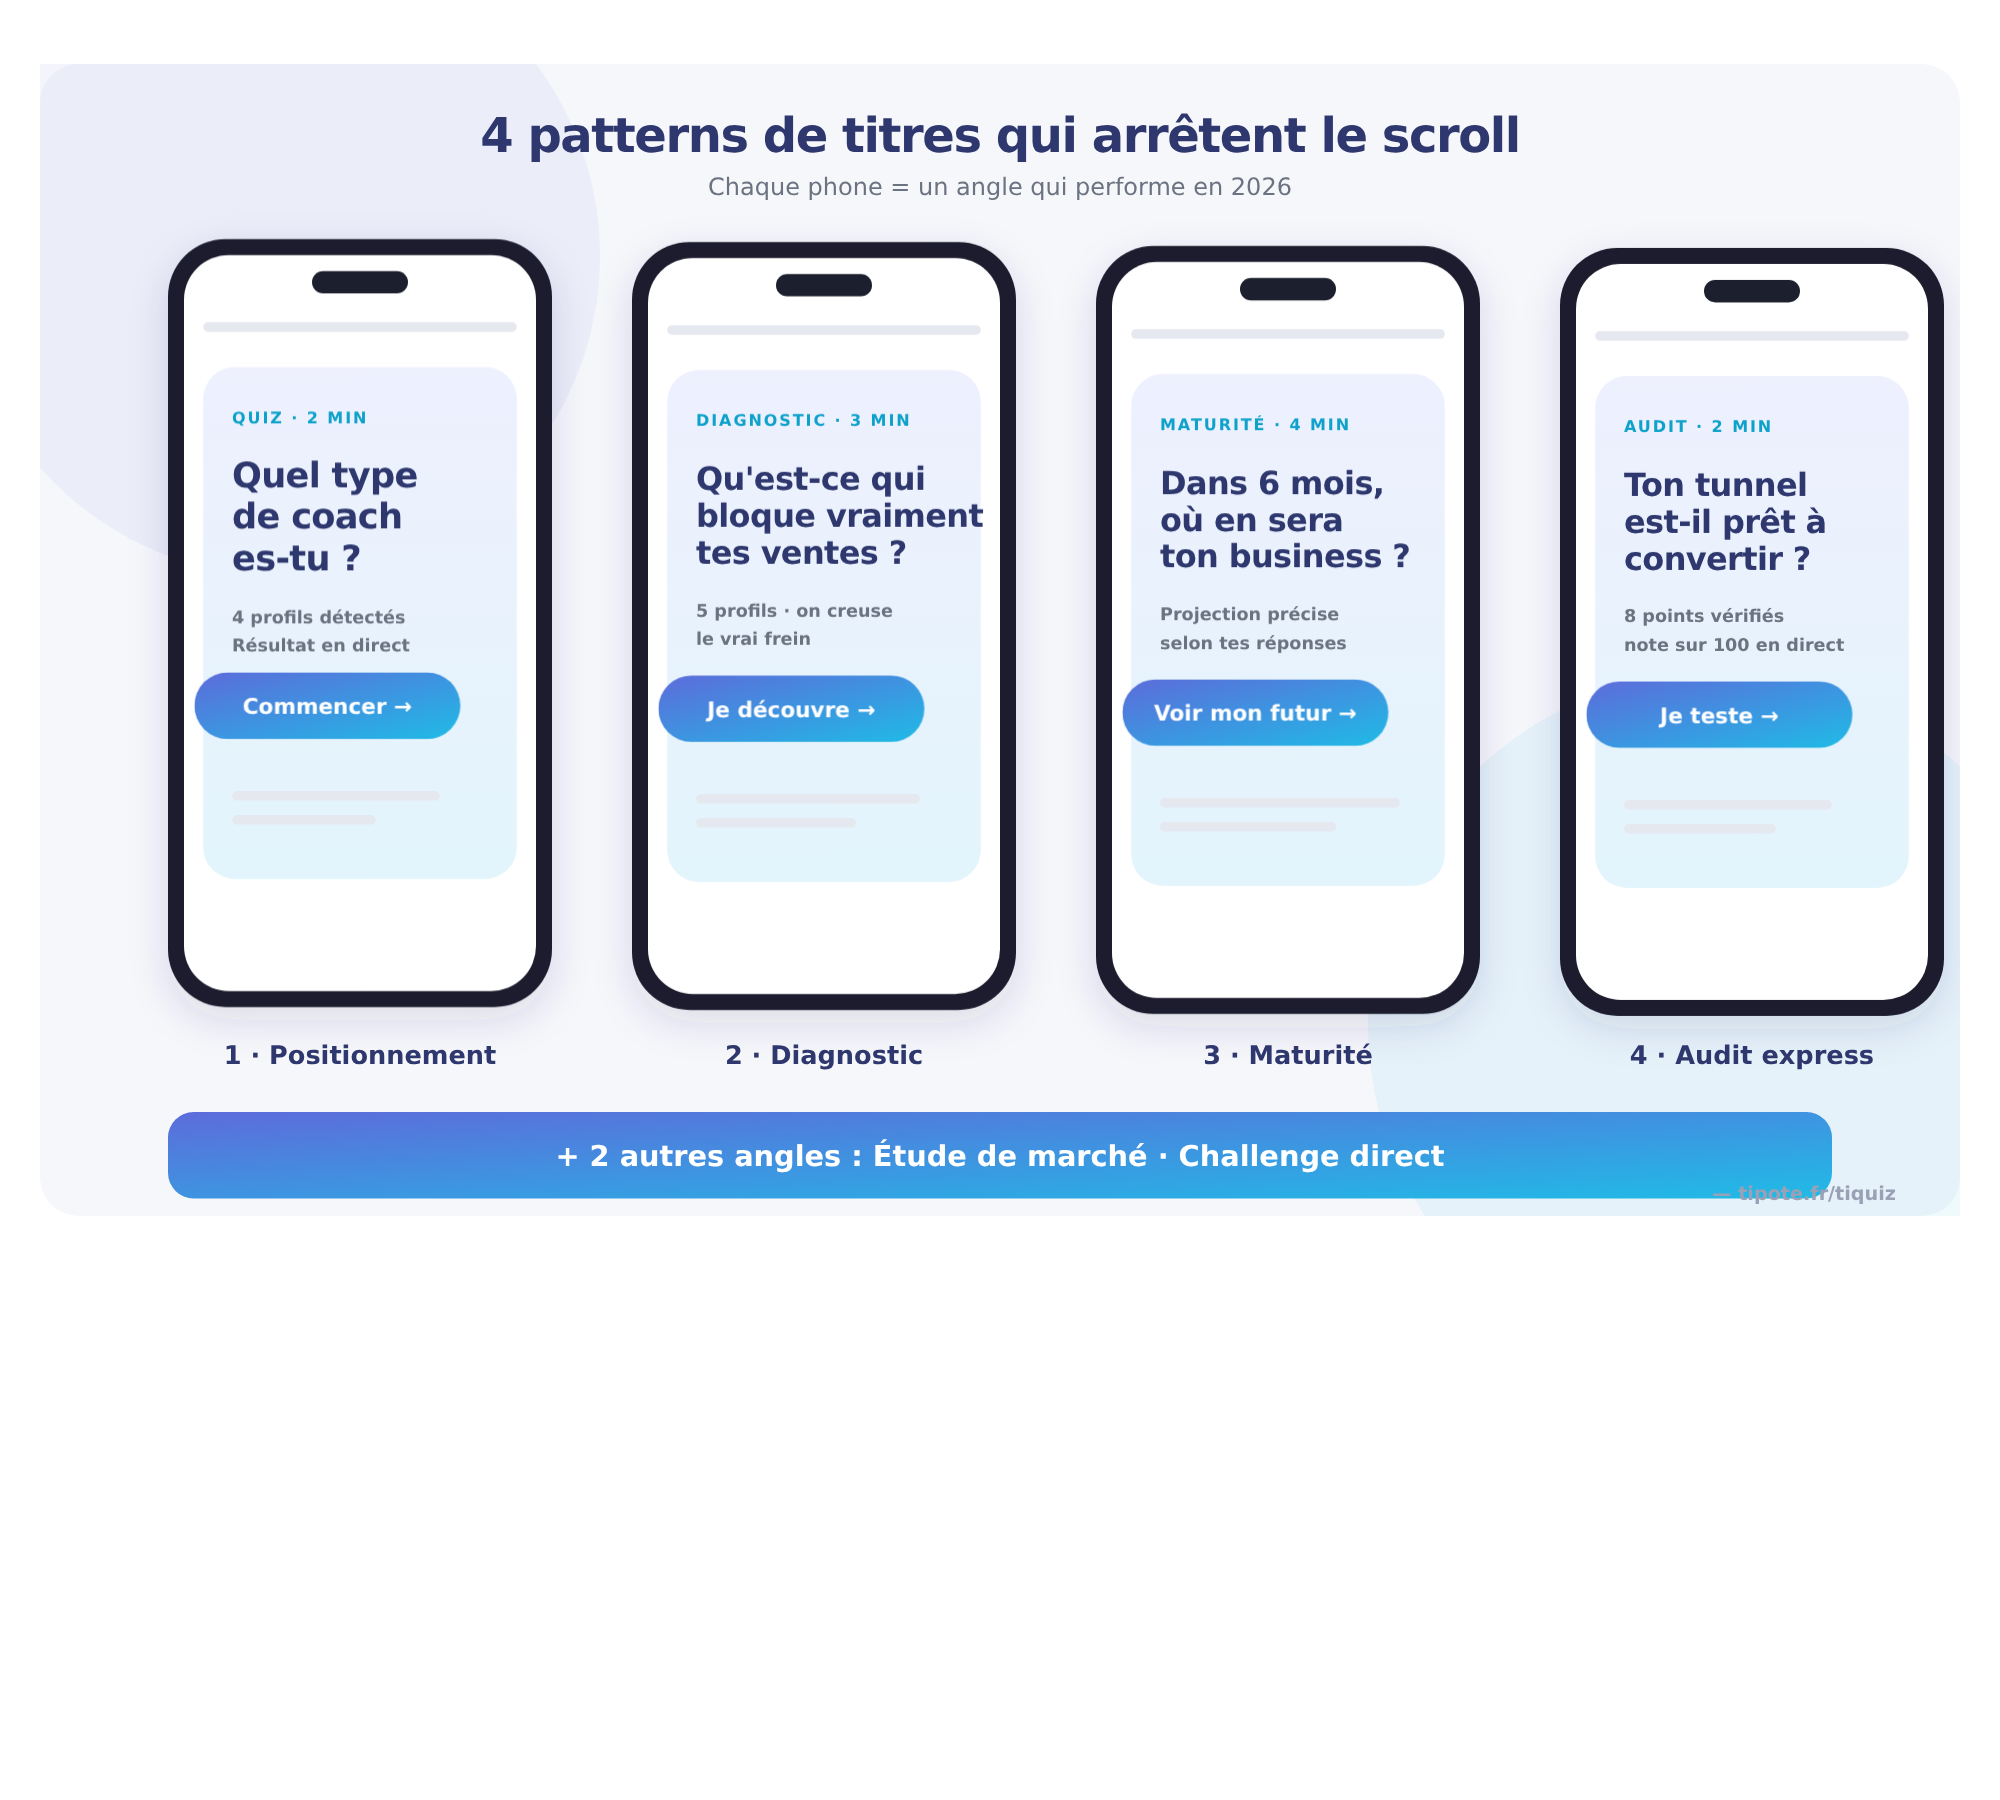 4 patterns de titres qui arrêtent le scroll
Chaque phone = un angle qui performe en 2026
QUIZ · 2 MIN
Quel type
de coach
es-tu ?
4 profils détectés
Résultat en direct
Commencer →
1 · Positionnement
DIAGNOSTIC · 3 MIN
Qu'est-ce qui
bloque vraiment
tes ventes ?
5 profils · on creuse
le vrai frein
Je découvre →
2 · Diagnostic
MATURITÉ · 4 MIN
Dans 6 mois,
où en sera
ton business ?
Projection précise
selon tes réponses
Voir mon futur →
3 · Maturité
AUDIT · 2 MIN
Ton tunnel
est-il prêt à
convertir ?
8 points vérifiés
note sur 100 en direct
Je teste →
4 · Audit express
+ 2 autres angles : Étude de marché · Challenge direct
— tipote.fr/tiquiz